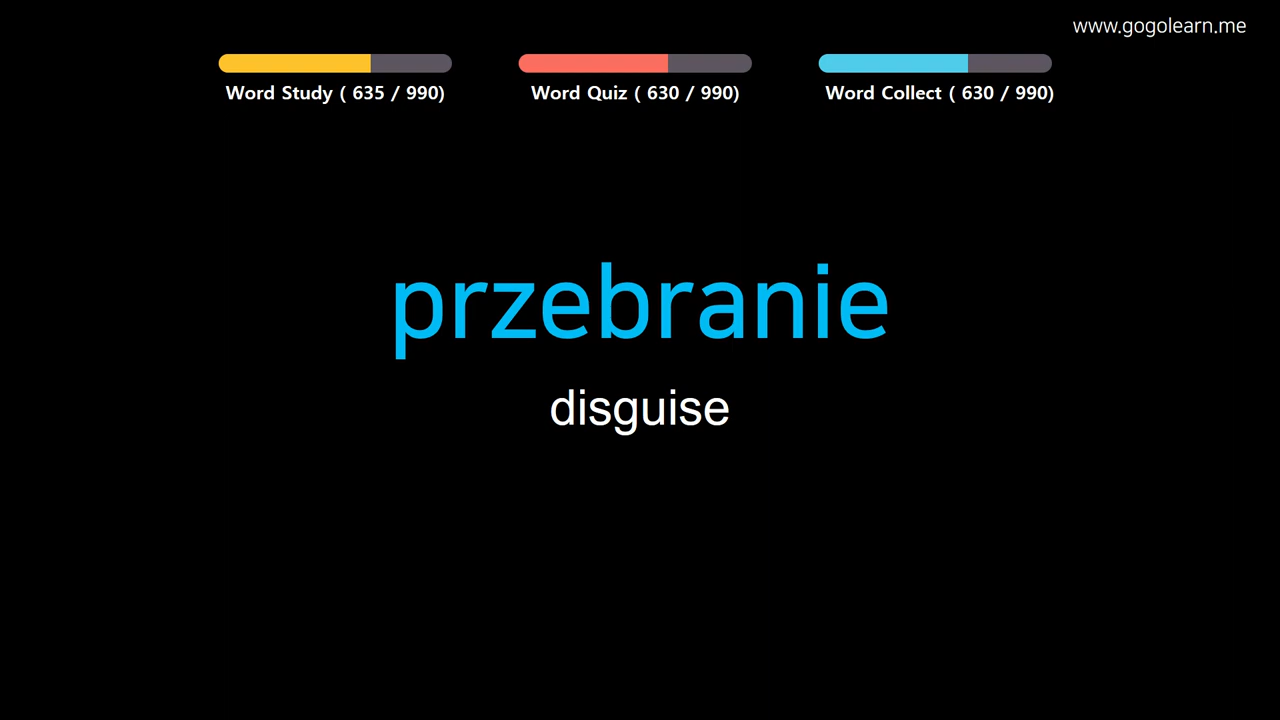 www.gogolearn.me
Word Study ( 635 / 990)
Word Quiz ( 630 / 990)
Word Collect ( 630 / 990)
przebranie
disguise